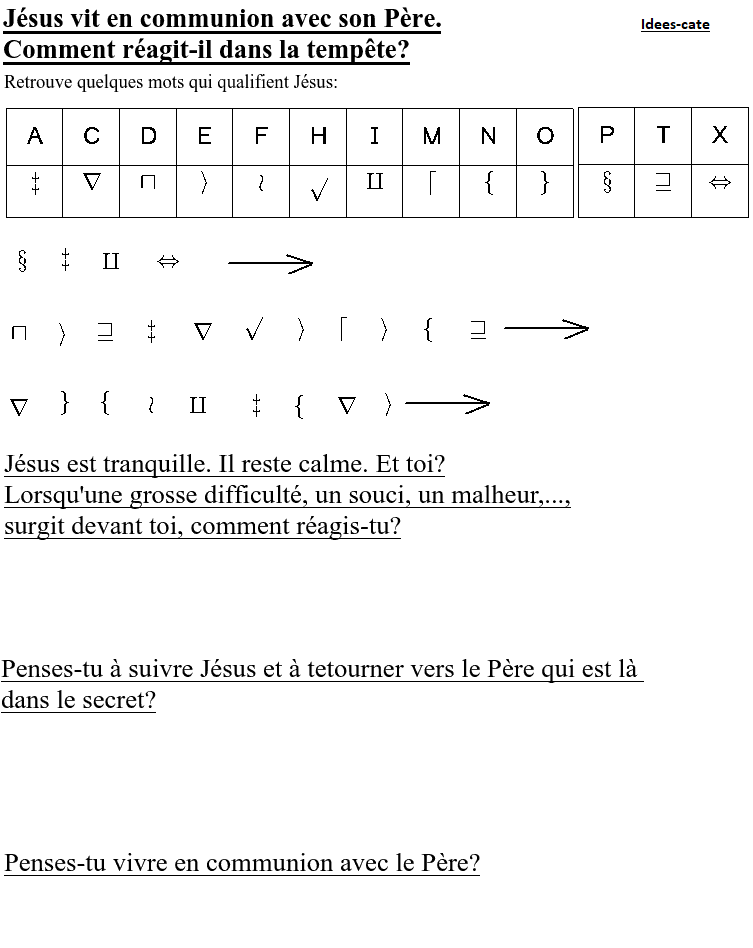 Jésus vit en communion avec son Père.
Idees-cate
Comment réagit-il dans la tempête?
Retrouve quelques mots qui qualifient Jésus:
A C D E F H I M N O P T X
‡ ∇ ⊓ ⟩ ≀ √ ∐ ⌈ { } § ⊒ ⇔
§ ‡ ∐ ⇔ →
⊓ ⟩ ⊒ ‡ ∇ √ ⟩ ⌈ ⟩ { ⊒ →
∇ } { ≀ ∐ ‡ { ∇ ⟩ →
Jésus est tranquille. Il reste calme. Et toi?
Lorsqu'une grosse difficulté, un souci, un malheur,...,
surgit devant toi, comment réagis-tu?
Penses-tu à suivre Jésus et à tetourner vers le Père qui est là
dans le secret?
Penses-tu vivre en communion avec le Père?